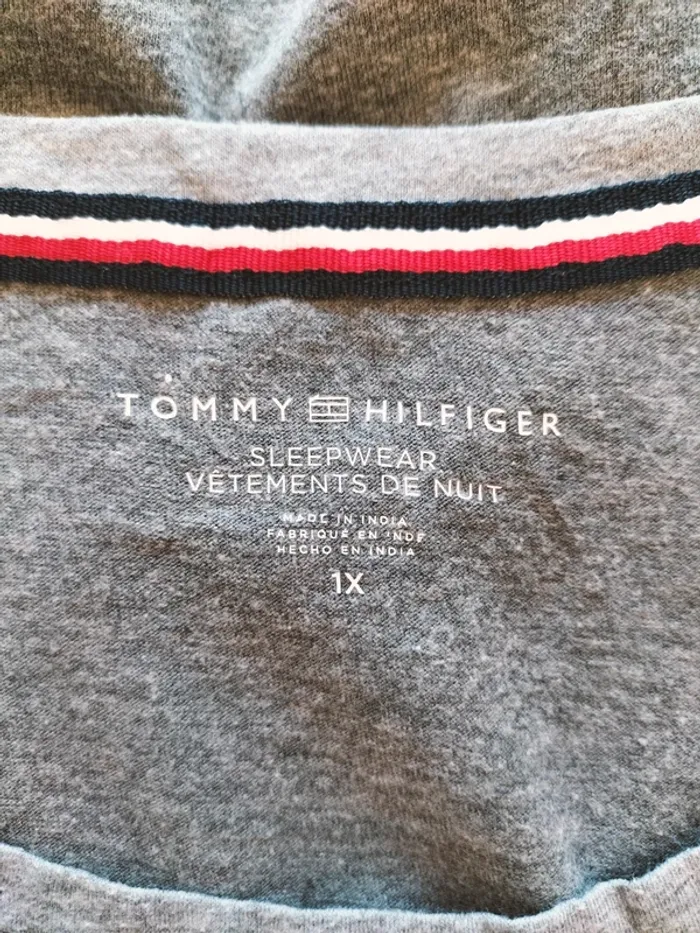 TOMMY HILFIGER
SLEEPWEAR
VÊTEMENTS DE NUIT
MADE IN INDIA
FABRIQUÉ EN INDE
HECHO EN INDIA
1X